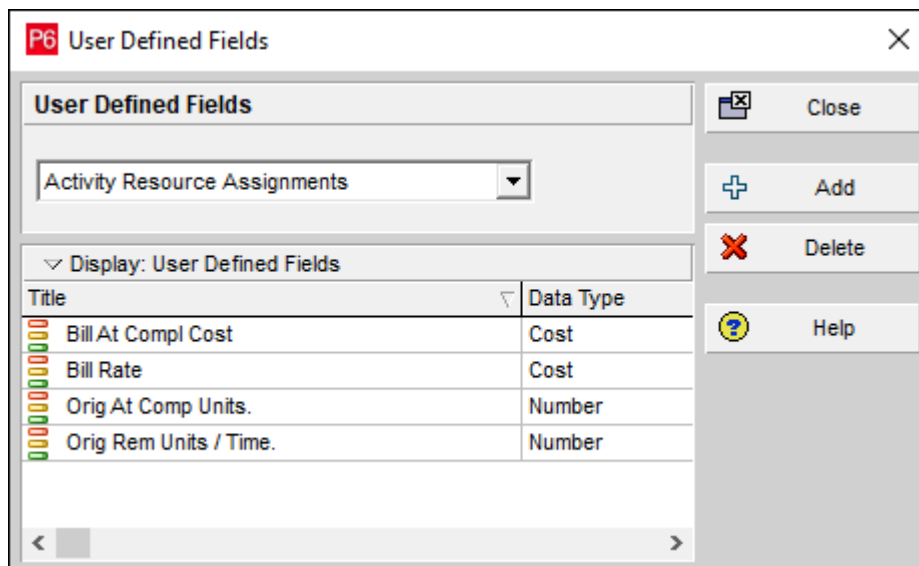 P6 User Defined Fields
User Defined Fields
Close
Activity Resource Assignments
Add
Delete
Display: User Defined Fields
Title Data Type
Help
Bill At Compl Cost Cost
Bill Rate Cost
Orig At Comp Units. Number
Orig Rem Units / Time. Number